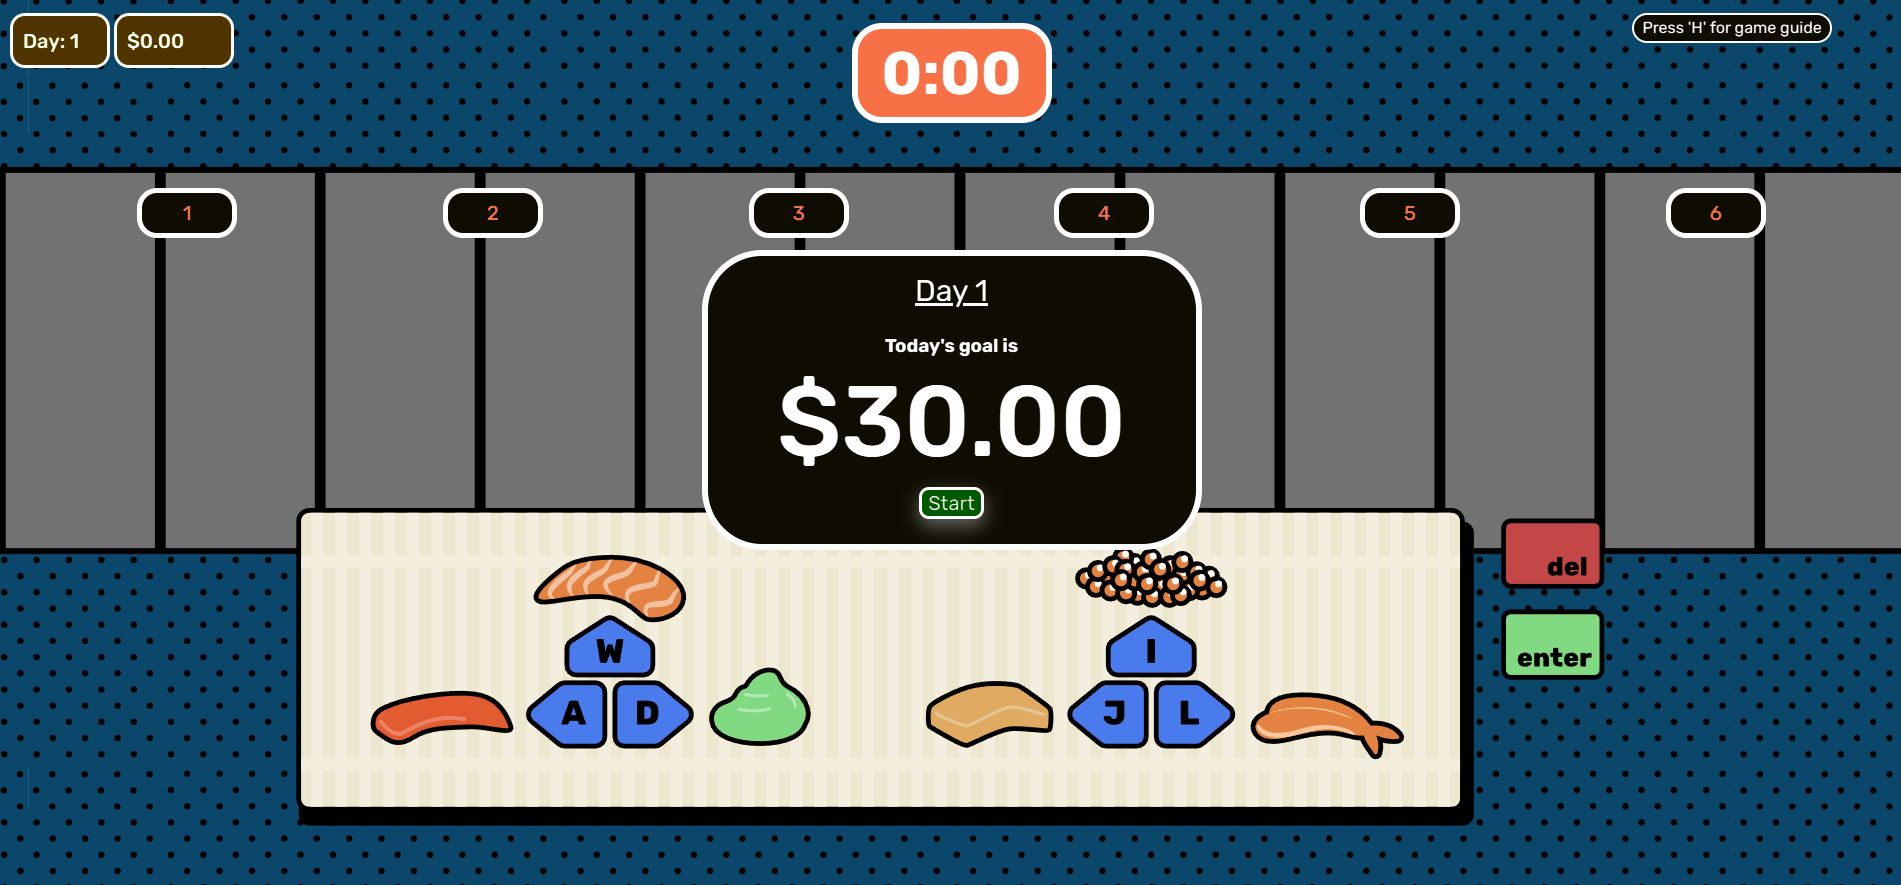 Day: 1
$0.00
0:00
Press 'H' for game guide
1
2
3
4
5
6
Day 1
Today's goal is
$30.00
Start
del
enter
W
A
D
I
J
L